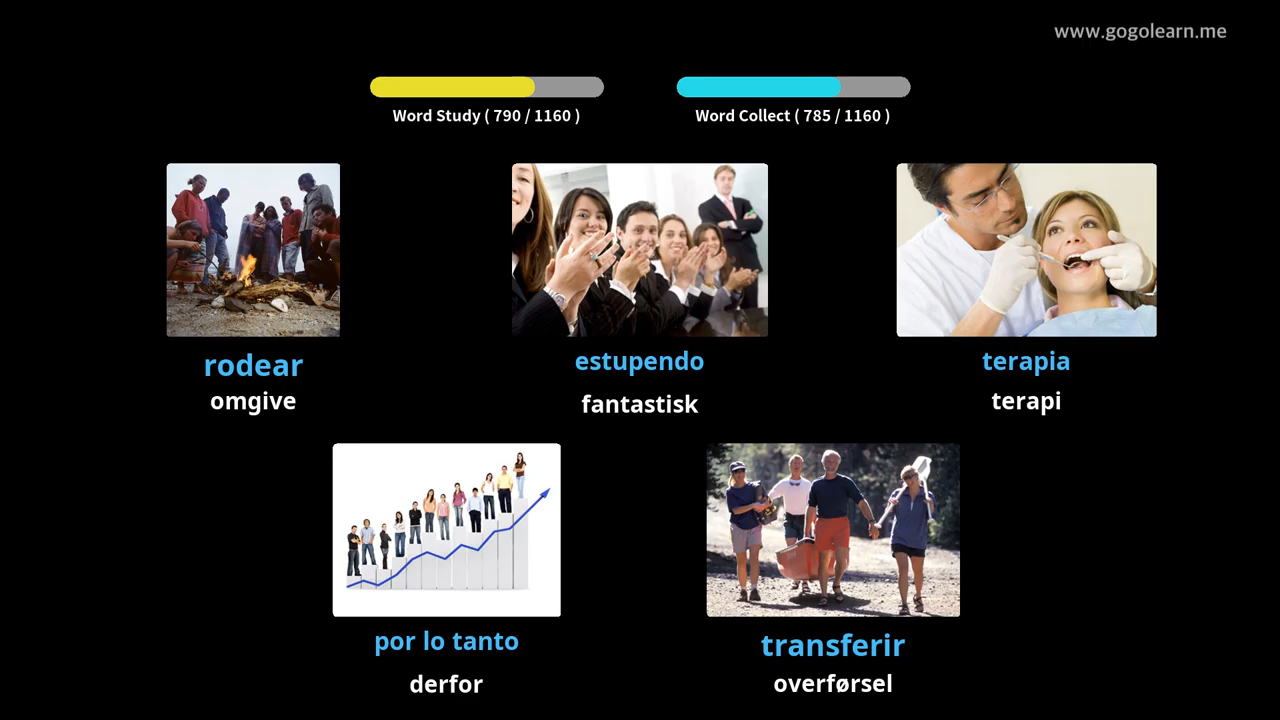 www.gogolearn.me
Word Study ( 790 / 1160 )
Word Collect ( 785 / 1160 )
rodear
omgive
estupendo
fantastisk
terapia
terapi
por lo tanto
derfor
transferir
overførsel